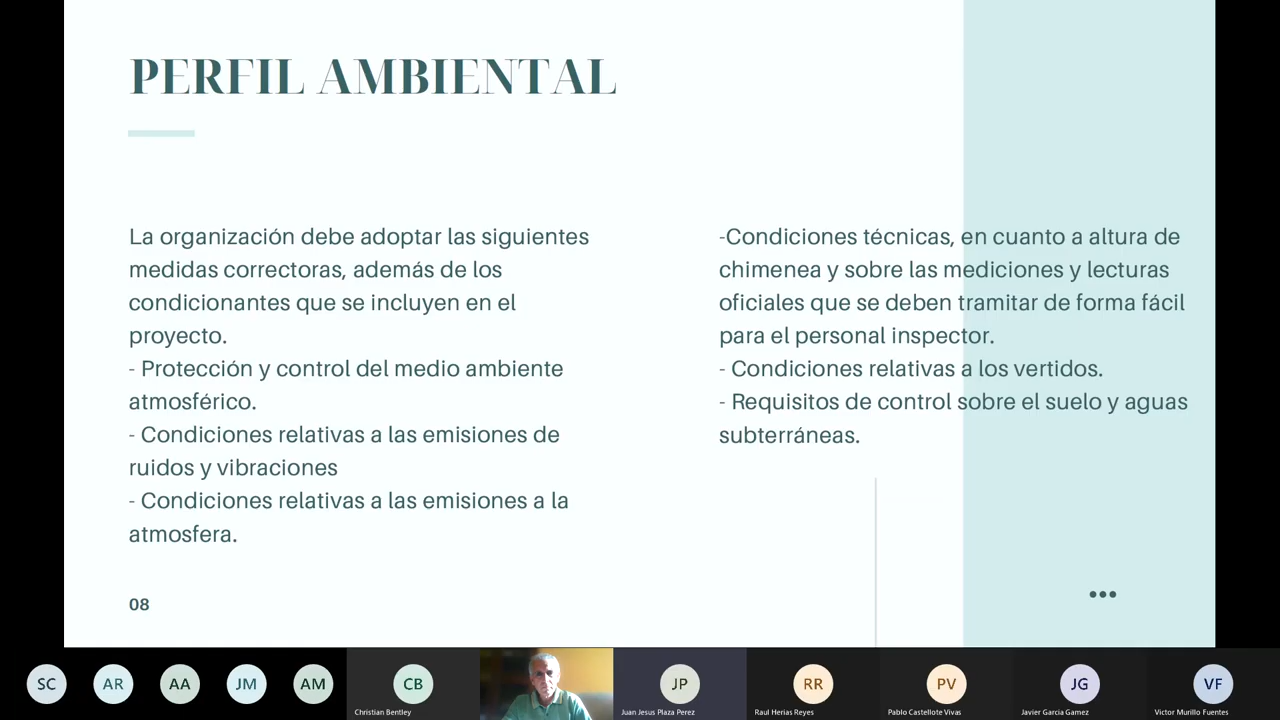 PERFIL AMBIENTAL
La organización debe adoptar las siguientes
medidas correctoras, además de los
condicionantes que se incluyen en el
proyecto.
- Protección y control del medio ambiente
atmosférico.
- Condiciones relativas a las emisiones de
ruidos y vibraciones
- Condiciones relativas a las emisiones a la
atmosfera.
-Condiciones técnicas, en cuanto a altura de
chimenea y sobre las mediciones y lecturas
oficiales que se deben tramitar de forma fácil
para el personal inspector.
- Condiciones relativas a los vertidos.
- Requisitos de control sobre el suelo y aguas
subterráneas.
08
SC AR AA JM AM CB JP RR PV JG VF
Christian Bentley Juan Jesus Plaza Perez Raul Herias Reyes Pablo Castellote Vivas Javier Garcia Gamez Victor Murillo Fuentes